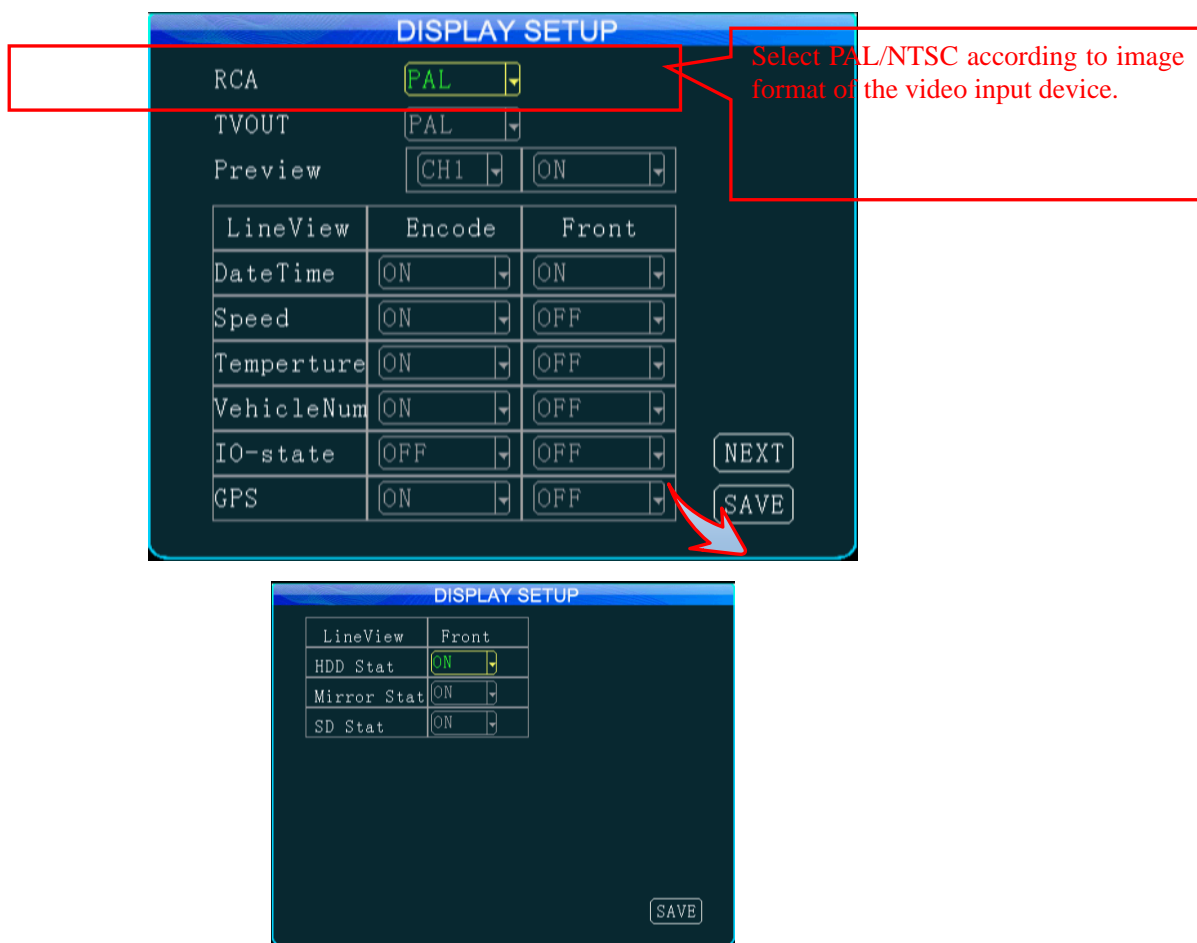 DISPLAY SETUP
RCA PAL
Select PAL/NTSC according to image
format of the video input device.
TVOUT PAL
Preview CH1 ON
LineView Encode Front
DateTime ON ON
Speed ON OFF
Temperture ON OFF
VehicleNum ON OFF
IO-state OFF OFF
NEXT
GPS ON OFF
SAVE
DISPLAY SETUP
LineView Front
HDD Stat ON
Mirror Stat ON
SD Stat ON
SAVE